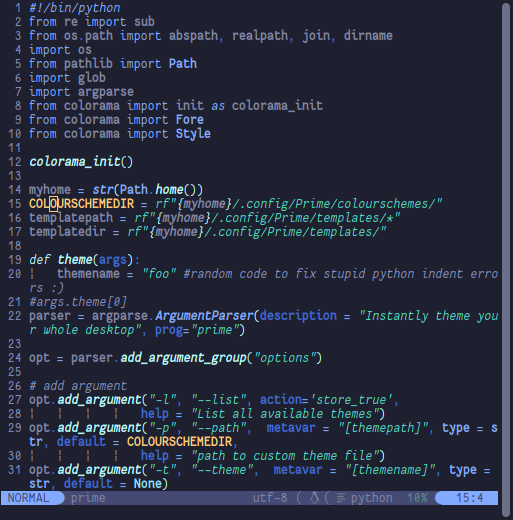 1 #!/bin/python
2 from re import sub
3 from os.path import abspath, realpath, join, dirname
4 import os
5 from pathlib import Path
6 import glob
7 import argparse
8 from colorama import init as colorama_init
9 from colorama import Fore
10 from colorama import Style
11
12 colorama_init()
13
14 myhome = str(Path.home())
15 COLOURSCHEMEDIR = rf"{myhome}/.config/Prime/colourschemes/"
16 templatepath = rf"{myhome}/.config/Prime/templates/*"
17 templatedir = rf"{myhome}/.config/Prime/templates/"
18
19 def theme(args):
20 ¦   themename = "foo" #random code to fix stupid python indent erro
rs :)
21 #args.theme[0]
22 parser = argparse.ArgumentParser(description = "Instantly theme you
r whole desktop", prog="prime")
23
24 opt = parser.add_argument_group("options")
25
26 # add argument
27 opt.add_argument("-l", "--list", action='store_true',
28 ¦   ¦   ¦   ¦   help = "List all available themes")
29 opt.add_argument("-p", "--path",  metavar = "[themepath]", type = s
tr, default = COLOURSCHEMEDIR,
30 ¦   ¦   ¦   ¦   help = "path to custom theme file")
31 opt.add_argument("-t", "--theme",  metavar = "[themename]", type =
str, default = None)
NORMAL prime utf-8 python 10% 15:4